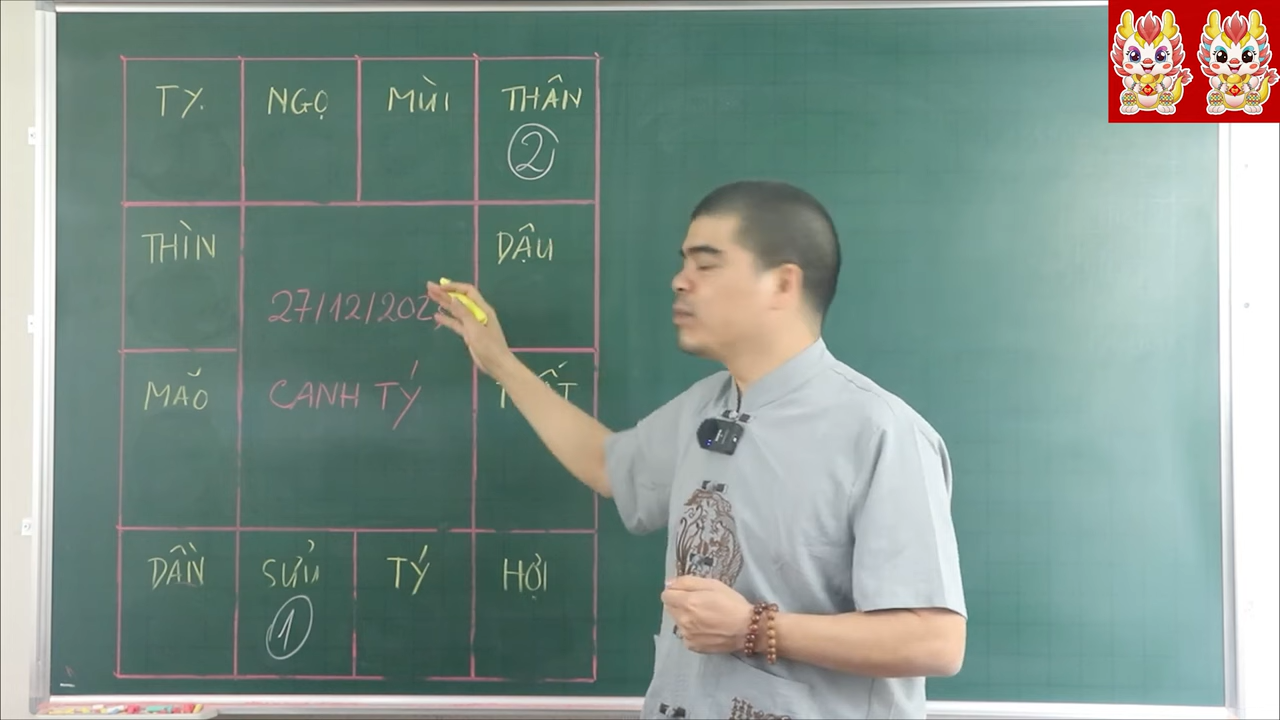 TỴ NGỌ MÙI THÂN
②
THÌN DẬU
27/12/202
CANH TÝ
MÃO
DẦN SỬU TÝ HỢI
①